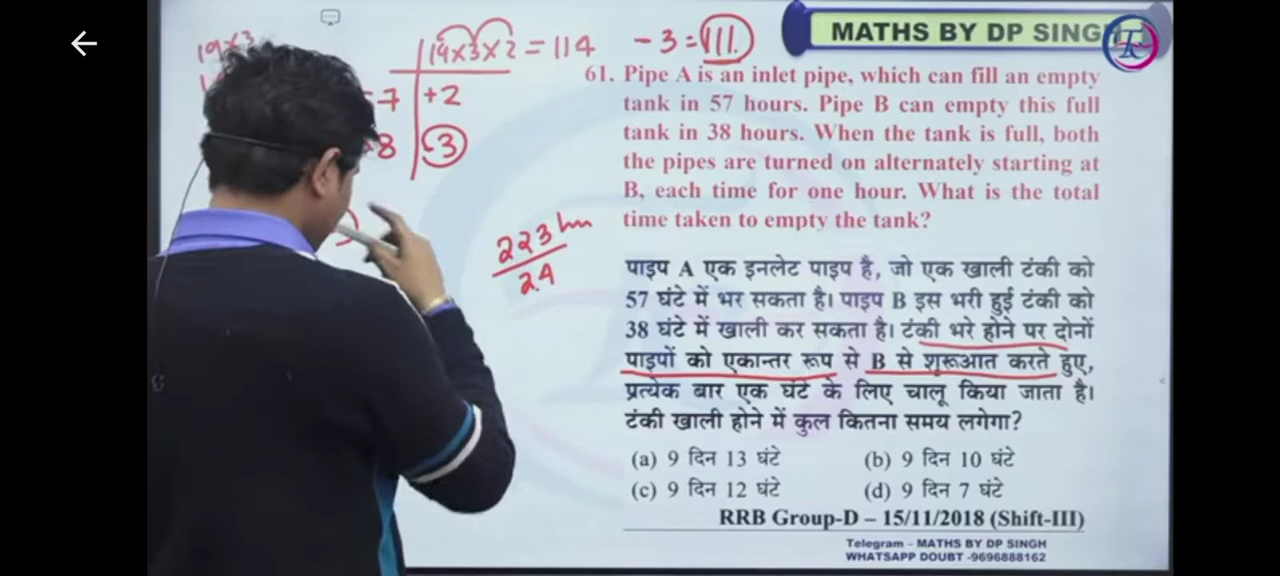 MATHS BY DP SING
19×3
19×3×2 = 114 - 3 = 111.
7 +2
8 -3
223 hrs
24
61. Pipe A is an inlet pipe, which can fill an empty
tank in 57 hours. Pipe B can empty this full
tank in 38 hours. When the tank is full, both
the pipes are turned on alternately starting at
B, each time for one hour. What is the total
time taken to empty the tank?
पाइप A एक इनलेट पाइप है, जो एक खाली टंकी को
57 घंटे में भर सकता है। पाइप B इस भरी हुई टंकी को
38 घंटे में खाली कर सकता है। टंकी भरे होने पर दोनों
पाइपों को एकान्तर रूप से B से शुरूआत करते हुए,
प्रत्येक बार एक घंटे के लिए चालू किया जाता है।
टंकी खाली होने में कुल कितना समय लगेगा?
(a) 9 दिन 13 घंटे (b) 9 दिन 10 घंटे
(c) 9 दिन 12 घंटे (d) 9 दिन 7 घंटे
RRB Group-D – 15/11/2018 (Shift-III)
Telegram – MATHS BY DP SINGH
WHATSAPP DOUBT -9696888162